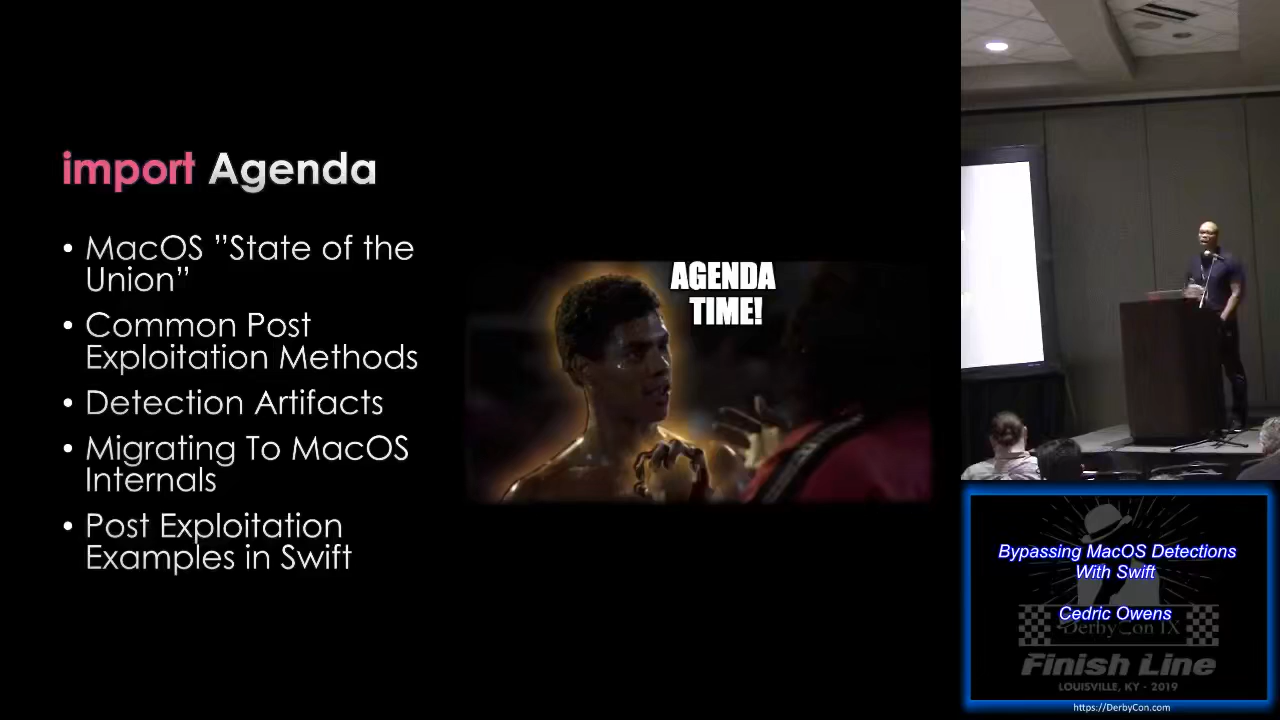 import Agenda
• MacOS ”State of the
Union”
• Common Post
Exploitation Methods
• Detection Artifacts
• Migrating To MacOS
Internals
• Post Exploitation
Examples in Swift
AGENDA
TIME!
Bypassing MacOS Detections
With Swift
Cedric Owens
DerbyCon IX
Finish Line
LOUISVILLE, KY - 2019
https://DerbyCon.com